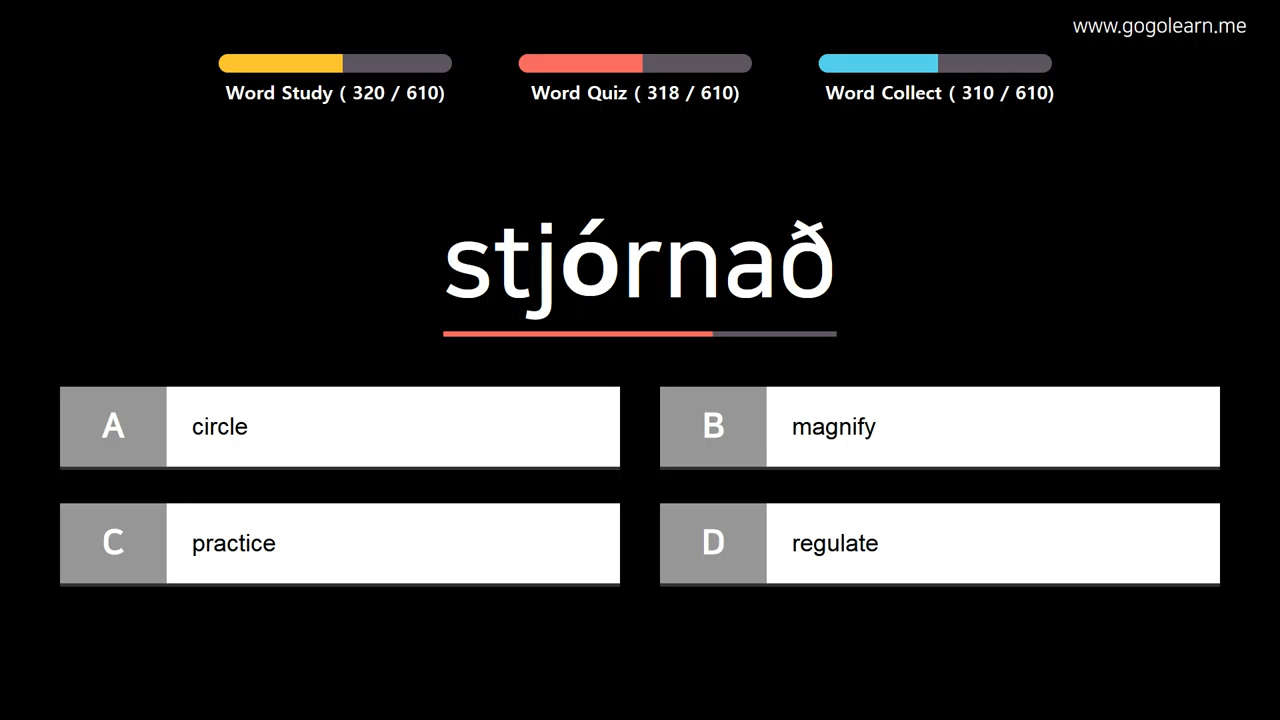 www.gogolearn.me
Word Study ( 320 / 610)
Word Quiz ( 318 / 610)
Word Collect ( 310 / 610)
stjórnað
A circle
B magnify
C practice
D regulate